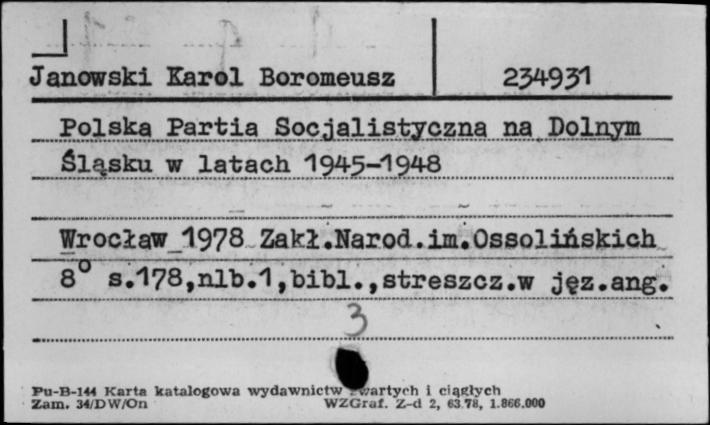 Janowski Karol Boromeusz 234931
Polska Partia Socjalistyczna na Dolnym
Śląsku w latach 1945-1948
Wrocław 1978 Zakł.Narod.im.Ossolińskich
8° s.178,nlb.1,bibl.,streszcz.w jęz.ang.
3
Pu-B-144 Karta katalogowa wydawnictw zwartych i ciągłych
Zam. 34/DW/On WZGraf. Z-d 2, 63.78, 1.866.000